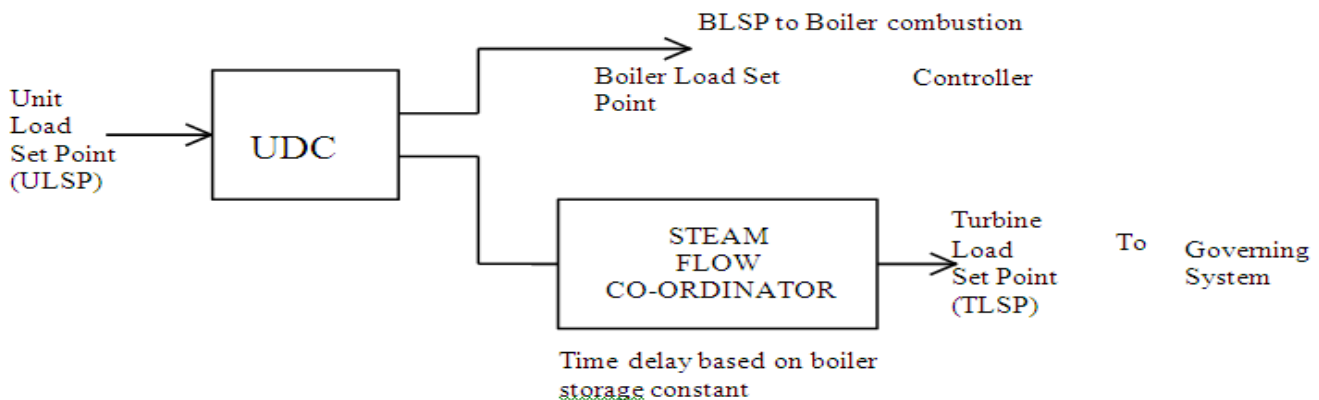 BLSP to Boiler combustion
Boiler Load Set
Point
Controller
Unit
Load
Set Point
(ULSP)
UDC
STEAM
FLOW
CO-ORDINATOR
Turbine
Load
Set Point
(TLSP)
To
Governing
System
Time delay based on boiler
storage constant